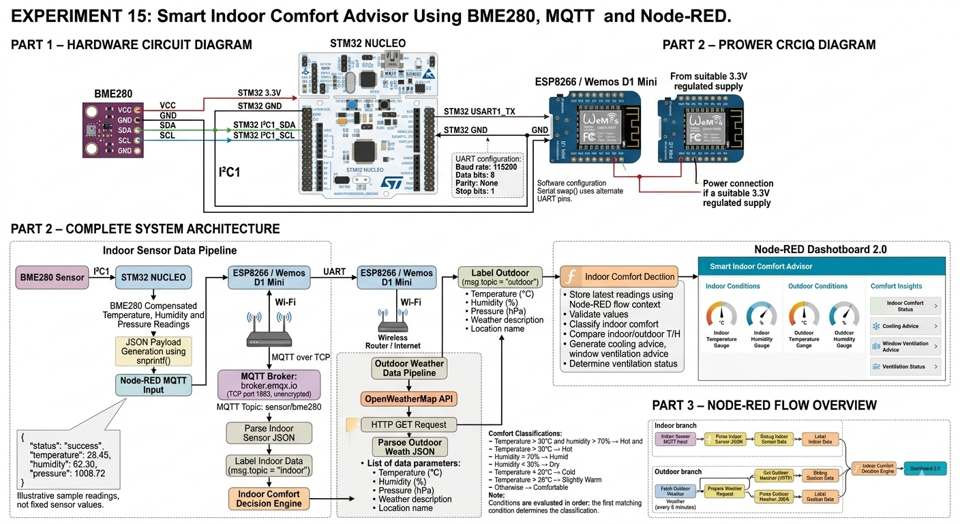 EXPERIMENT 15: Smart Indoor Comfort Advisor Using BME280, MQTT and Node-RED.
PART 1 – HARDWARE CIRCUIT DIAGRAM
STM32 NUCLEO
PART 2 – PROWER CRCIQ DIAGRAM
BME280
VCC
GND
SDA
SCL
GND
VCC
GND
SDA
SCL
STM32 3.3V
STM32 GND
STM32 I²C1_SDA
STM32 I²C1_SCL
I²C1
STM32 USART1_TX
STM32 GND
GND
UART configuration:
Baud rate: 115200
Data bits: 8
Parity: None
Stop bits: 1
ESP8266 / Wemos
D1 Mini
From suitable 3.3V
regulated supply
Software configuration
Seriat swap() uses alternate
UART pins.
Power connection
if a suitable 3.3V
regulated supply
PART 2 – COMPLETE SYSTEM ARCHITECTURE
Indoor Sensor Data Pipeline
BME280 Sensor
I²C1
STM32 NUCLEO
BME280 Compensated
Temperature, Humidity and
Pressure Readings
JSON Payload
Generation using
snprintf()
Node-RED MQTT
Input
{
"status": "success",
"temperature": 28.45,
"humidity": 62.30,
"pressure": 1008.72
}
Illustrative sample readings,
not fixed sensor values.
ESP8266 / Wemos
D1 Mini
Wi-Fi
MQTT over TCP
MQTT Broker:
broker.emqx.io
(TCP port 1883, unencrypted)
MQTT Topic: sensor/bme280
Parse Indoor
Sensor JSON
Label Indoor Data
(msg.topic = "indoor")
Indoor Comfort
Decision Engine
UART
ESP8266 / Wemos
D1 Mini
Wi-Fi
Wireless
Router / Internet
Outdoor Weather
Data Pipeline
OpenWeatherMap API
HTTP GET Request
Parsoe Outdoor
Weath JSON
• List of data parameters:
• Temperature (°C)
• Humidity (%)
• Pressure (hPa)
• Weather description
• Location name
Label Outdoor
(msg topic = "outdoor")
• Temperature (°C)
• Humidity (%)
• Pressure (hPa)
• Weather description
• Location name
Comfort Classifications:
– Temperature > 30°C and humidity > 70% → Hot and
– Temperature > 30°C → Hot
– Humidity = 70% → Humid
– Humidity < 30% → Dry
– Temperature < 20°C → Cold
– Temperature > 26°C → Slightly Warm
– Otherwise → Comfortable
Note:
Conditions are evaluated in order; the first matching
condition determines the classification.
f
Indoor Comfort Dectlion
• Store latest readings using
Node-RED flow context
• Validate values
• Classify indoor comfort
• Compare indoor/outdoor T/H
• Generate cooling advice,
window ventilation advice
• Determine ventilation status
Node-RED Dashotboard 2.0
Smart Indoor Comfort Advisor
Indoor Conditions
Outdoor Conditions
Comfort Insights
Indoor
Temperature
Gauge
Indoor
Humidity
Gauge
Outdoor
Temperature
Gange
Outdoor
Humidity
Gauge
Indoor Comfort
Status
Cooling Advice
Window Ventilation
Advice
Ventilstion Status
PART 3 – NODE-RED FLOW OVERVIEW
Indoor branch
Label
Outdoor branch
Fetch Outdoor
Weather
(every 5 minutes)
Indoor Comfort
Decision Engine